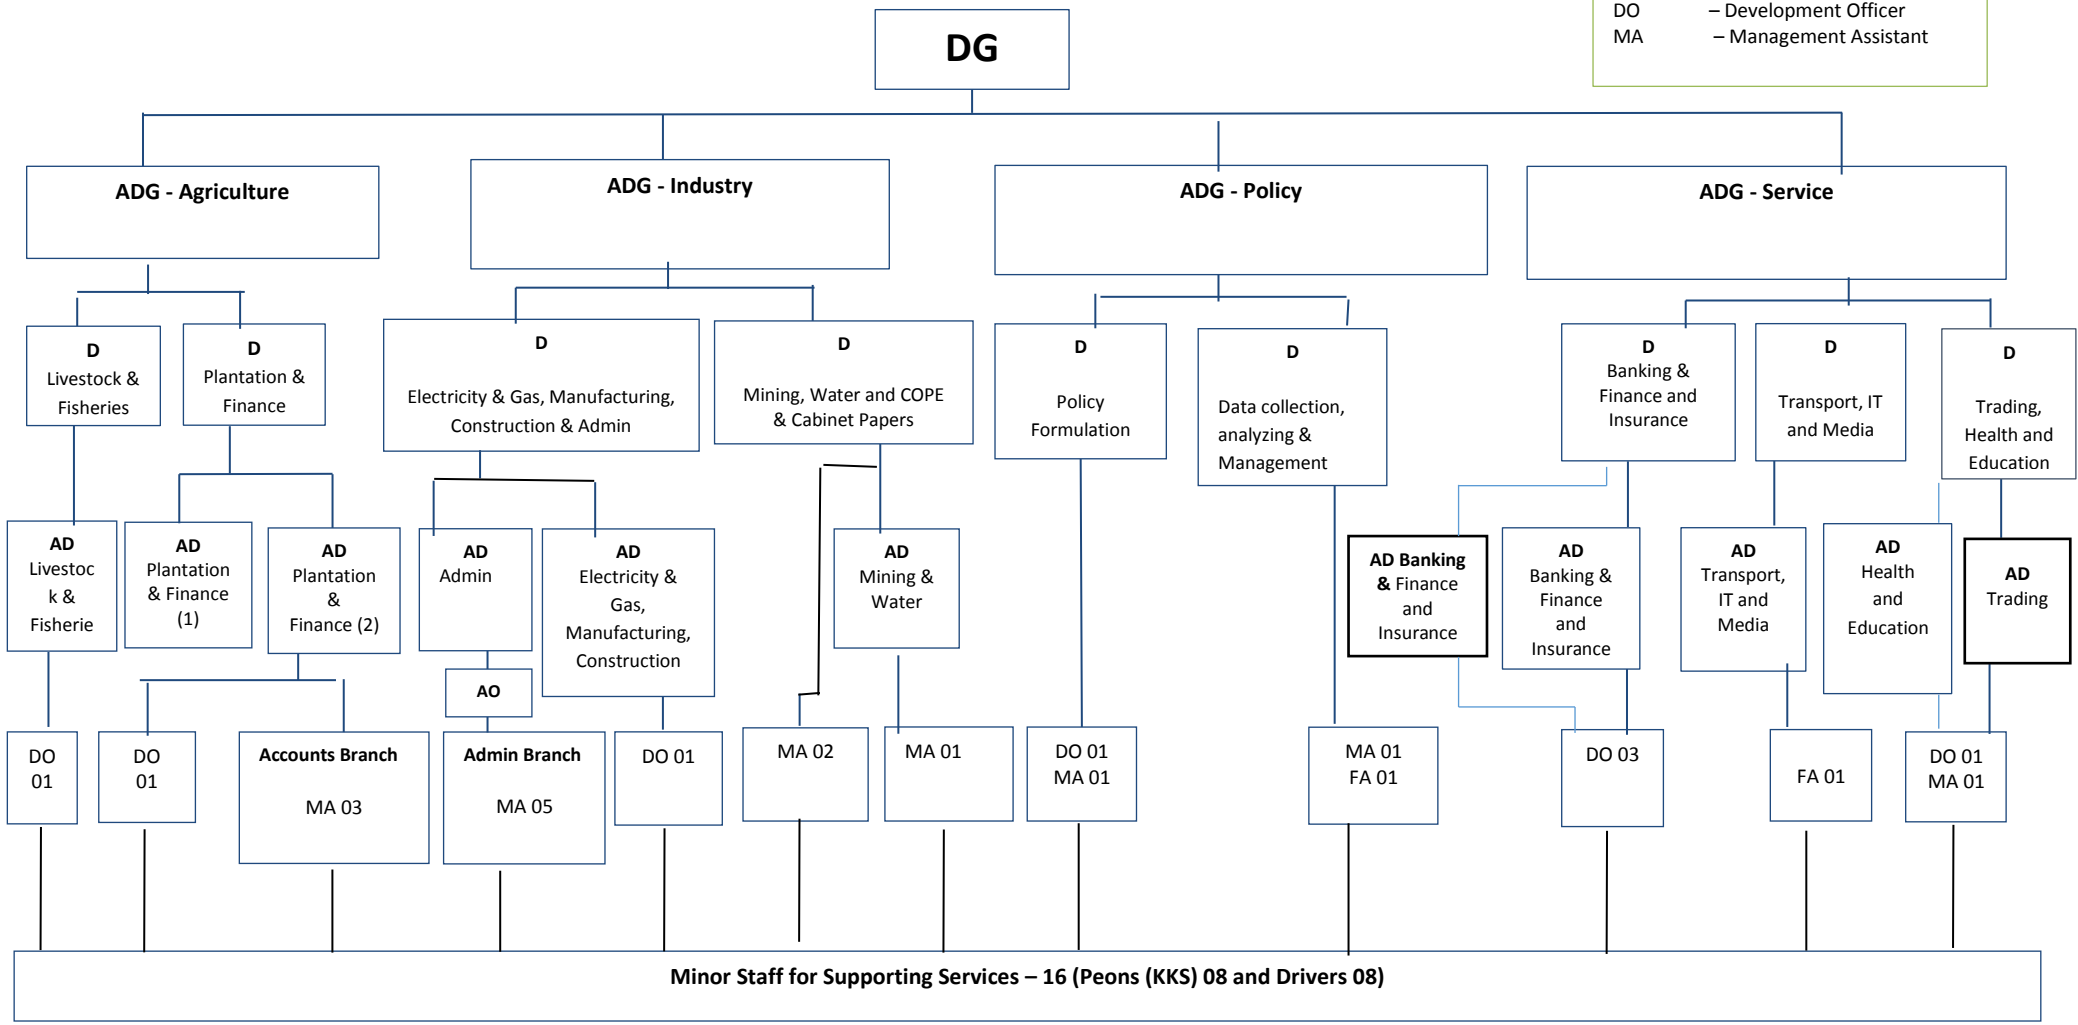 DO – Development Officer
MA – Management Assistant
DG
ADG - Agriculture
ADG - Industry
ADG - Policy
ADG - Service
D
Livestock &
Fisheries
D
Plantation &
Finance
D
Electricity & Gas, Manufacturing,
Construction & Admin
D
Mining, Water and COPE
& Cabinet Papers
D
Policy
Formulation
D
Data collection,
analyzing &
Management
D
Banking &
Finance and
Insurance
D
Transport, IT
and Media
D
Trading,
Health and
Education
AD
Livestoc
k &
Fisherie
AD
Plantation
& Finance
(1)
AD
Plantation
&
Finance (2)
AD
Admin
AD
Electricity &
Gas,
Manufacturing,
Construction
AD
Mining &
Water
AD Banking
& Finance
and
Insurance
AD
Banking &
Finance
and
Insurance
AD
Transport,
IT and
Media
AD
Health
and
Education
AD
Trading
AO
DO
01
DO
01
Accounts Branch
MA 03
Admin Branch
MA 05
DO 01
MA 02
MA 01
DO 01
MA 01
MA 01
FA 01
DO 03
FA 01
DO 01
MA 01
Minor Staff for Supporting Services – 16 (Peons (KKS) 08 and Drivers 08)